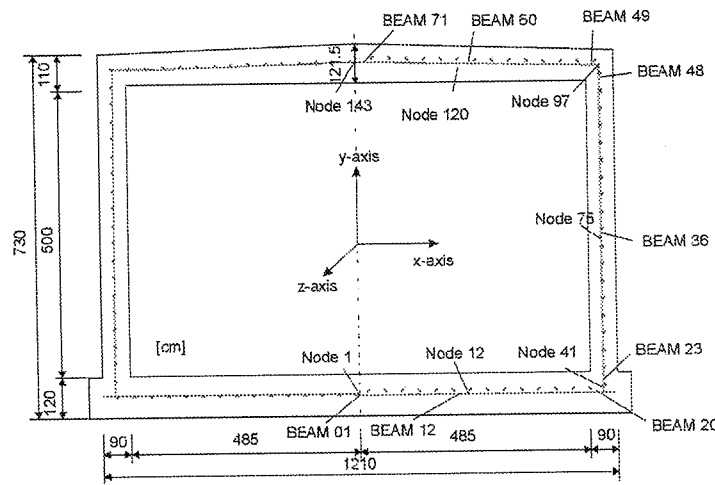 BEAM 71
BEAM 60
BEAM 49
BEAM 48
110
121.5
Node 143
Node 120
Node 97
y-axis
730
500
Node 75
BEAM 36
x-axis
z-axis
[cm]
Node 1
Node 12
Node 41
BEAM 23
120
BEAM 01
BEAM 12
BEAM 20
90
485
485
90
1210